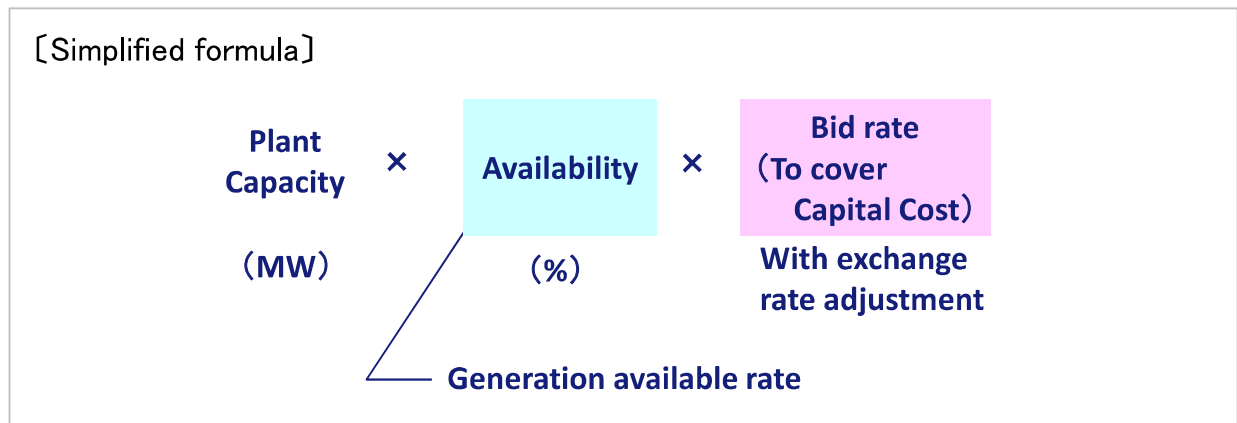 〔Simplified formula〕
Plant
Capacity
×
Availability
×
Bid rate
（To cover
Capital Cost）
（MW）
（%）
With exchange
rate adjustment
Generation available rate